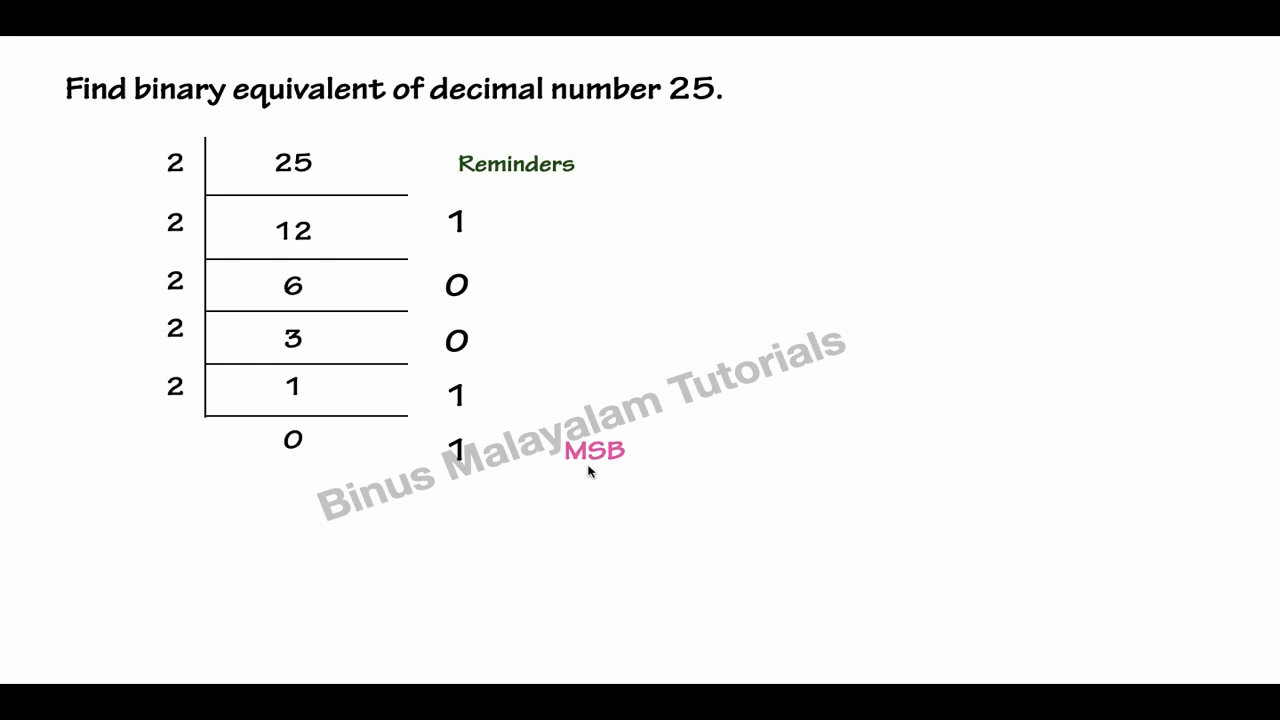 Find binary equivalent of decimal number 25.
2 25 Reminders
2 12 1
2 6 0
2 3 0
2 1 1
0 1 MSB
Binus Malayalam Tutorials